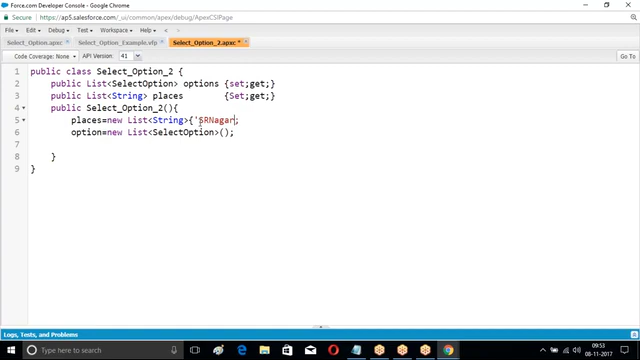 Force.com Developer Console - Google Chrome
Secure https://ap5.salesforce.com/_ui/common/apex/debug/ApexCSIPage
File Edit Debug Test Workspace Help < >
Select_Option.apxc Select_Option_Example.vfp Select_Option_2.apxc *
Code Coverage: None API Version: 41 Go To
1 public class Select_Option_2 {
2 public List<SelectOption> options {set;get;}
3 public List<String> places {Set;get;}
4 public Select_Option_2(){
5 places=new List<String>{'SRNagar;
6 option=new List<SelectOption>();
7
8 }
9 }
Logs, Tests, and Problems
Type here to search
09:53
08-11-2017